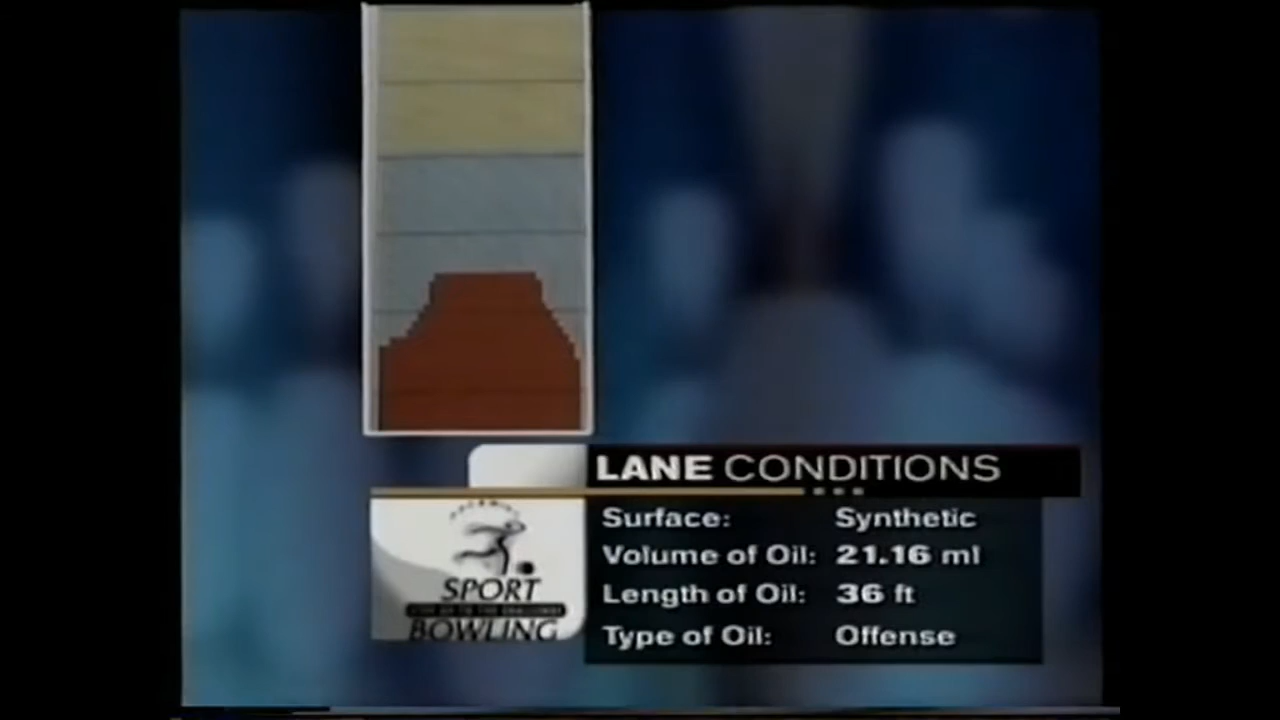 LANE CONDITIONS
Surface: Synthetic
Volume of Oil: 21.16 ml
Length of Oil: 36 ft
Type of Oil: Offense
SPORT
BOWLING